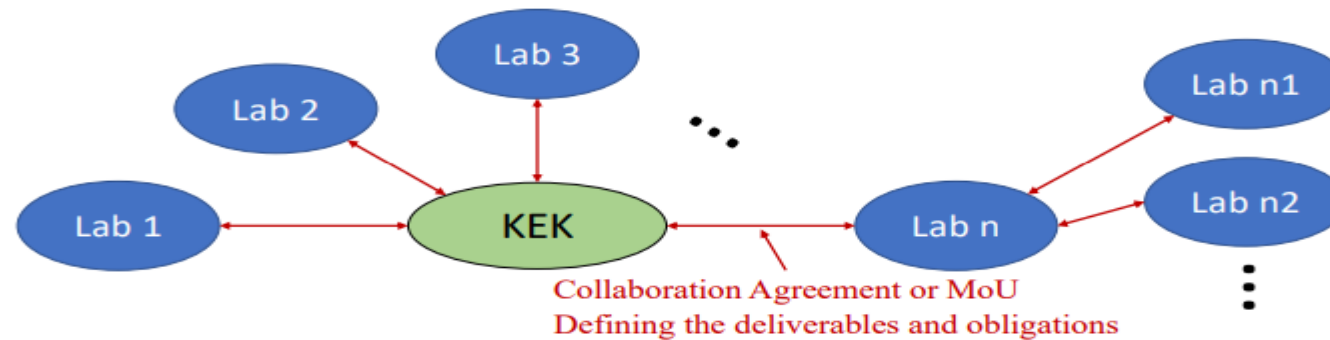 Lab 3
Lab 2
Lab n1
Lab 1
KEK
Lab n
Lab n2
Collaboration Agreement or MoU
Defining the deliverables and obligations